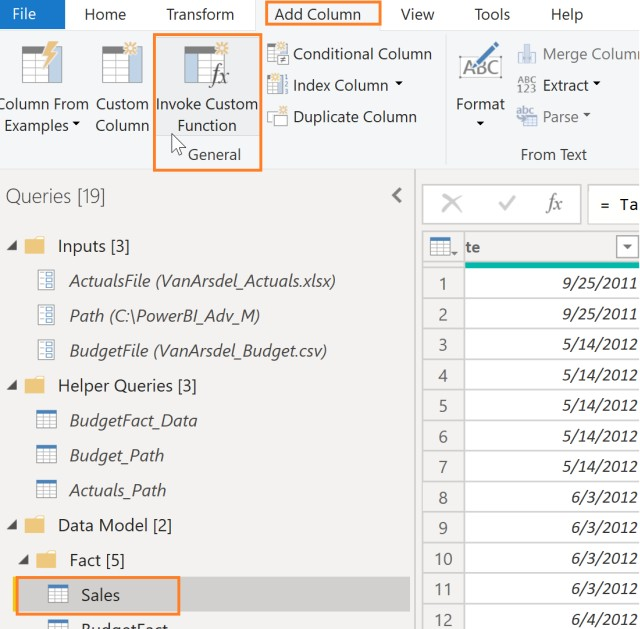 File Home Transform Add Column View Tools Help
Column From
Examples
Custom
Column
Invoke Custom
Function
Conditional Column
Index Column
Duplicate Column
General
ABC
Format
Merge Colum
ABC
123 Extract
abc Parse
From Text
Queries [19]
fx = Ta
Inputs [3]
ActualsFile (VanArsdel_Actuals.xlsx)
Path (C:\PowerBI_Adv_M)
BudgetFile (VanArsdel_Budget.csv)
Helper Queries [3]
BudgetFact_Data
Budget_Path
Actuals_Path
Data Model [2]
Fact [5]
Sales
BudgetFact
te
1 9/25/2011
2 9/25/2011
3 5/14/2012
4 5/14/2012
5 5/14/2012
6 5/14/2012
7 5/14/2012
8 6/3/2012
9 6/3/2012
10 6/3/2012
11 6/3/2012
12 6/4/2012